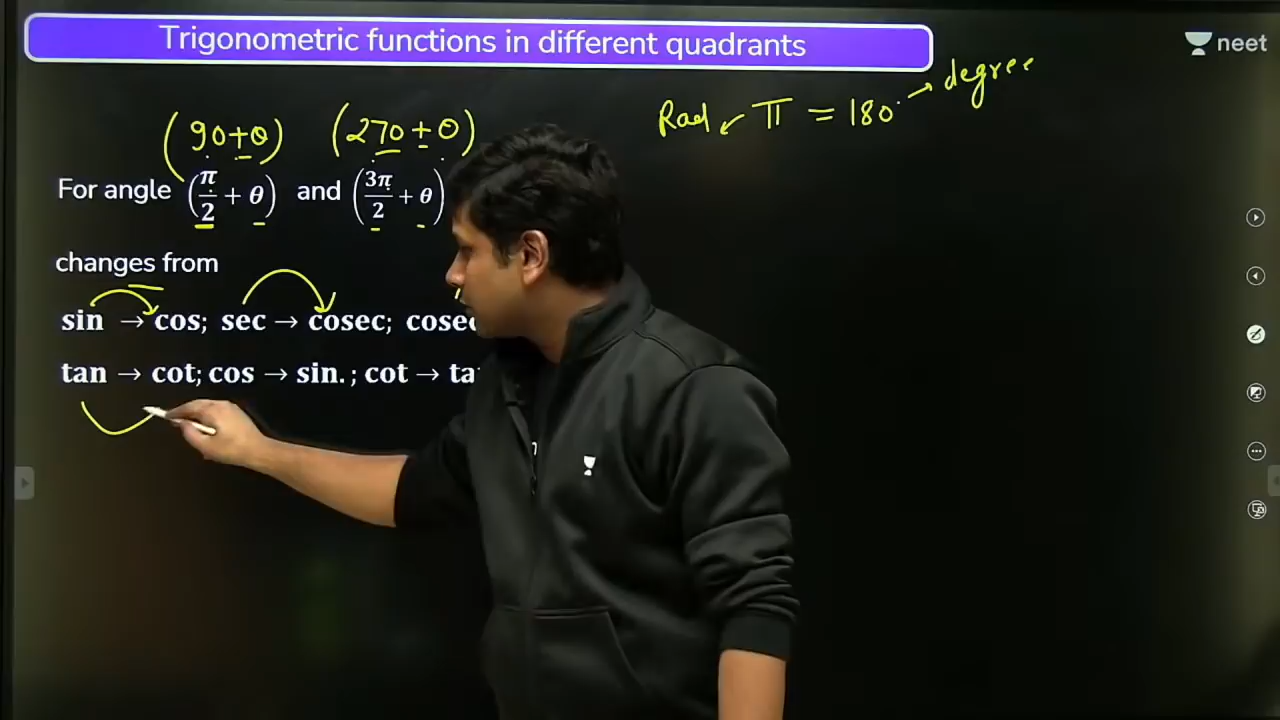 Trigonometric functions in different quadrants
neet
Rad ↙ π = 180° → degree
(90±θ) (270±θ)
For angle (π/2 + θ) and (3π/2 + θ)
changes from
sin → cos; sec → cosec;
tan → cot; cos → sin. ; cot →